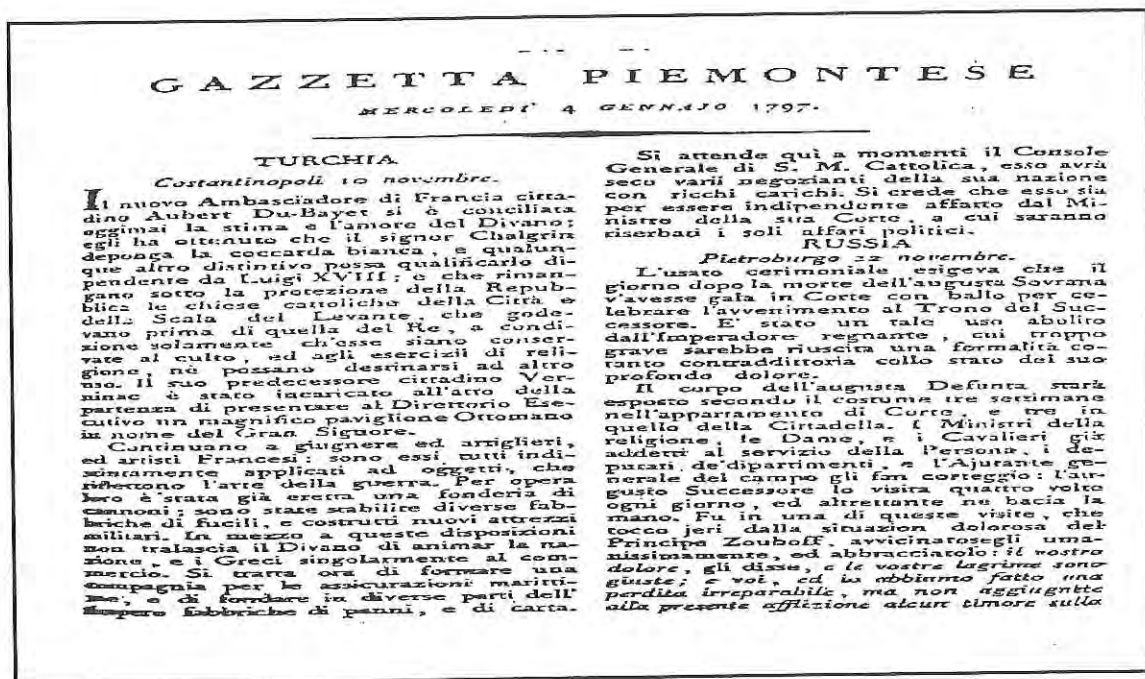 GAZZETTA PIEMONTESE
MERCOLEDI' 4 GENNAJO 1797.
TURCHIA
Costantinopoli 10 novembre.
Il nuovo Ambasciadore di Francia citta-
dino Aubert Du-Bayet si è conciliata
oggimai la stima e l'amore del Divano;
egli ha ottenuto che il signor Chalgrin
deponga la coccarda bianca, e qualun-
que altro distintivo possa qualificarlo di-
pendente da Luigi XVIII; e che riman-
gano sotto la protezione della Repub-
blica le chiese cattoliche della Città e
della Scala del Levante, che gode-
vano prima di quella del Re, a condi-
zione solamente ch'esse siano conser-
vate al culto, ed agli esercizii di reli-
gione, nè possano destinarsi ad altro
uso. Il suo predecessore cittadino Ver-
ninac è stato incaricato all'atto della
partenza di presentare al Direttorio Ese-
cutivo un magnifico paviglione Ottomano
in nome del Gran Signore.
Continuano a giugnere ed artiglieri,
ed artisti Francesi: sono essi tutti indi-
stintamente applicati ad oggetti, che
riflettono l'arte della guerra. Per opera
loro è stata già eretta una fonderia di
cannoni; sono state stabilite diverse fab-
briche di fucili, e costrutti nuovi attrezzi
militari. In mezzo a queste disposizioni
non tralascia il Divano di animar la na-
zione, e i Greci singolarmente al com-
mercio. Si tratta ora di formare una
compagnia per le assicurazioni maritti-
me, e di fondare in diverse parti dell'
Impero fabbriche di panni, e di carta.
Si attende quì a momenti il Console
Generale di S. M. Cattolica, esso avrà
seco varii negozianti della sua nazione
con ricchi carichi. Si crede che esso sia
per essere indipendente affatto dal Mi-
nistro della sua Corte, a cui saranno
riserbati i soli affari politici.
RUSSIA
Pietroburgo 22 novembre.
L'usato cerimoniale esigeva che il
giorno dopo la morte dell'augusta Sovrana
v'avesse gala in Corte con ballo per ce-
lebrare l'avvenimento al Trono del Suc-
cessore. E' stato un tale uso abolito
dall'Imperadore regnante, cui troppo
grave sarebbe riuscita una formalità co-
tanto contraddittoria collo stato del suo
profondo dolore.
Il corpo dell'augusta Defunta starà
esposto secondo il costume tre settimane
nell'appartamento di Corte, e tre in
quello della Cittadella. I Ministri della
religione, le Dame, e i Cavalieri già
addetti al servizio della Persona, i de-
putati de'dipartimenti, e l'Ajutante ge-
nerale del campo gli fan corteggio: l'au-
gusto Successore lo visita quattro volte
ogni giorno, ed altrettante ne bacia la
mano. Fu in una di queste visite, che
tocco jeri dalla situazion dolorosa del
Principe Zouboff, avvicinatosegli uma-
nissimamente, ed abbracciatolo: il vostro
dolore, gli disse, e le vostre lagrime sono
giuste; e voi, ed io abbiamo fatto una
perdita irreparabile, ma non aggiugnete
alla presente afflizione alcun timore sulla